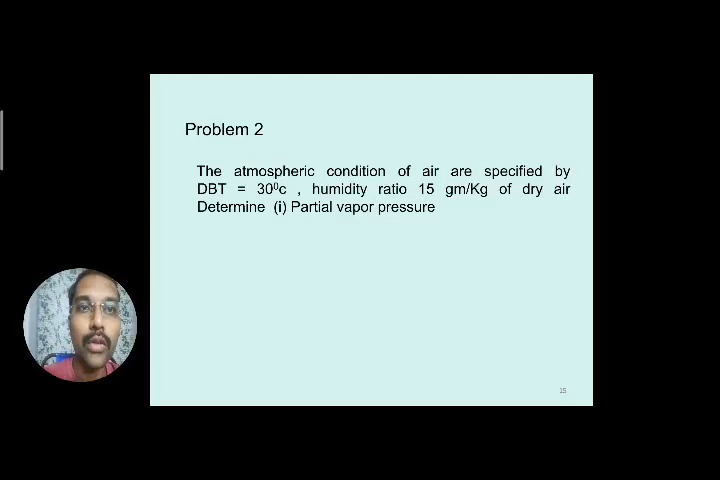 Problem 2
The atmospheric condition of air are specified by
DBT = 30⁰c , humidity ratio 15 gm/Kg of dry air
Determine (i) Partial vapor pressure
15